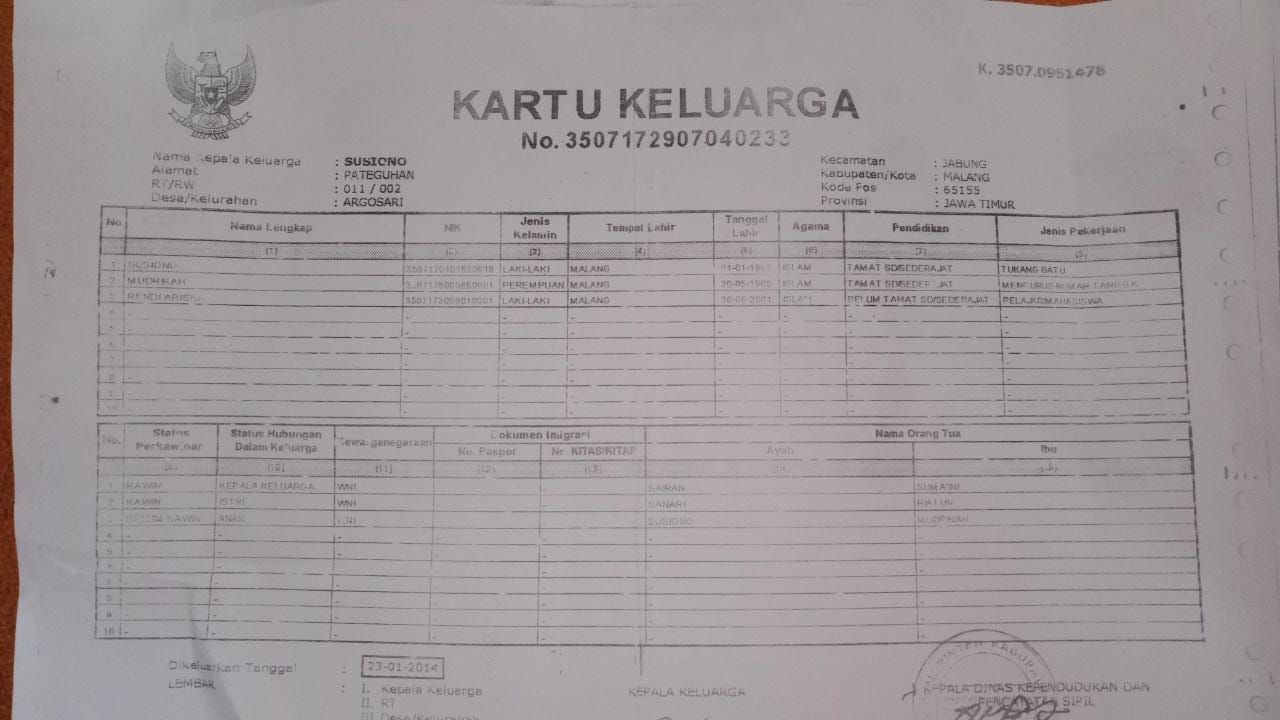 K. 3507.0951478
KARTU KELUARGA
No. 3507172907040233
Nama Kepala Keluarga : SUSIONO
Alamat : PATEGUHAN
RT/RW : 011 / 002
Desa/Kelurahan : ARGOSARI
Kecamatan : JABUNG
Kabupaten/Kota : MALANG
Kode Pos : 65155
Provinsi : JAWA TIMUR
No Nama Lengkap NIK Jenis Kelamin Tempat Lahir Tanggal Lahir Agama Pendidikan Jenis Pekerjaan
(1) (2) (3) (4) (5) (6) (7) (8)
1 SUSIONO LAKI-LAKI MALANG ISLAM TAMAT SD/SEDERAJAT TUKANG BATU
2 MUDRIKAH PEREMPUAN MALANG 20-05-1965 ISLAM TAMAT SD/SEDERAJAT MENGURUS RUMAH TANGGA
3 RENDI ARISKA 3507173008010001 LAKI-LAKI MALANG 30-08-2001 ISLAM BELUM TAMAT SD/SEDERAJAT PELAJAR/MAHASISWA
4 - - - - - - -
5 - - - - - - -
6 - - - - - - -
7 - - - - - - -
8 - - - - - - -
9 - - - - - - -
10 - - - - - - -
No. Status Perkawinan Status Hubungan Dalam Keluarga Kewarganegaraan Dokumen Imigrasi Nama Orang Tua
No. Paspor Nr. KITAS/KITAP Ayah Ibu
(9) (10) (11) (12) (13) (14) (15)
1 KAWIN KEPALA KELUARGA WNI - - SAIRAN SUMAINI
2 KAWIN ISTRI WNI - - SANARI RIATUN
3 BELUM KAWIN ANAK WNI - - SUSIONO MUDRIKAH
4 - - - - - - -
5 - - - - - - -
6 - - - - - - -
7 - - - - - - -
8 - - - - - - -
9 - - - - - - -
10 - - - - - - -
Dikeluarkan Tanggal : 23-01-2014
LEMBAR : I. Kepala Keluarga
II. RT
III. Desa/Kelurahan
KEPALA KELUARGA
KEPALA DINAS KEPENDUDUKAN DAN
PENCATATAN SIPIL